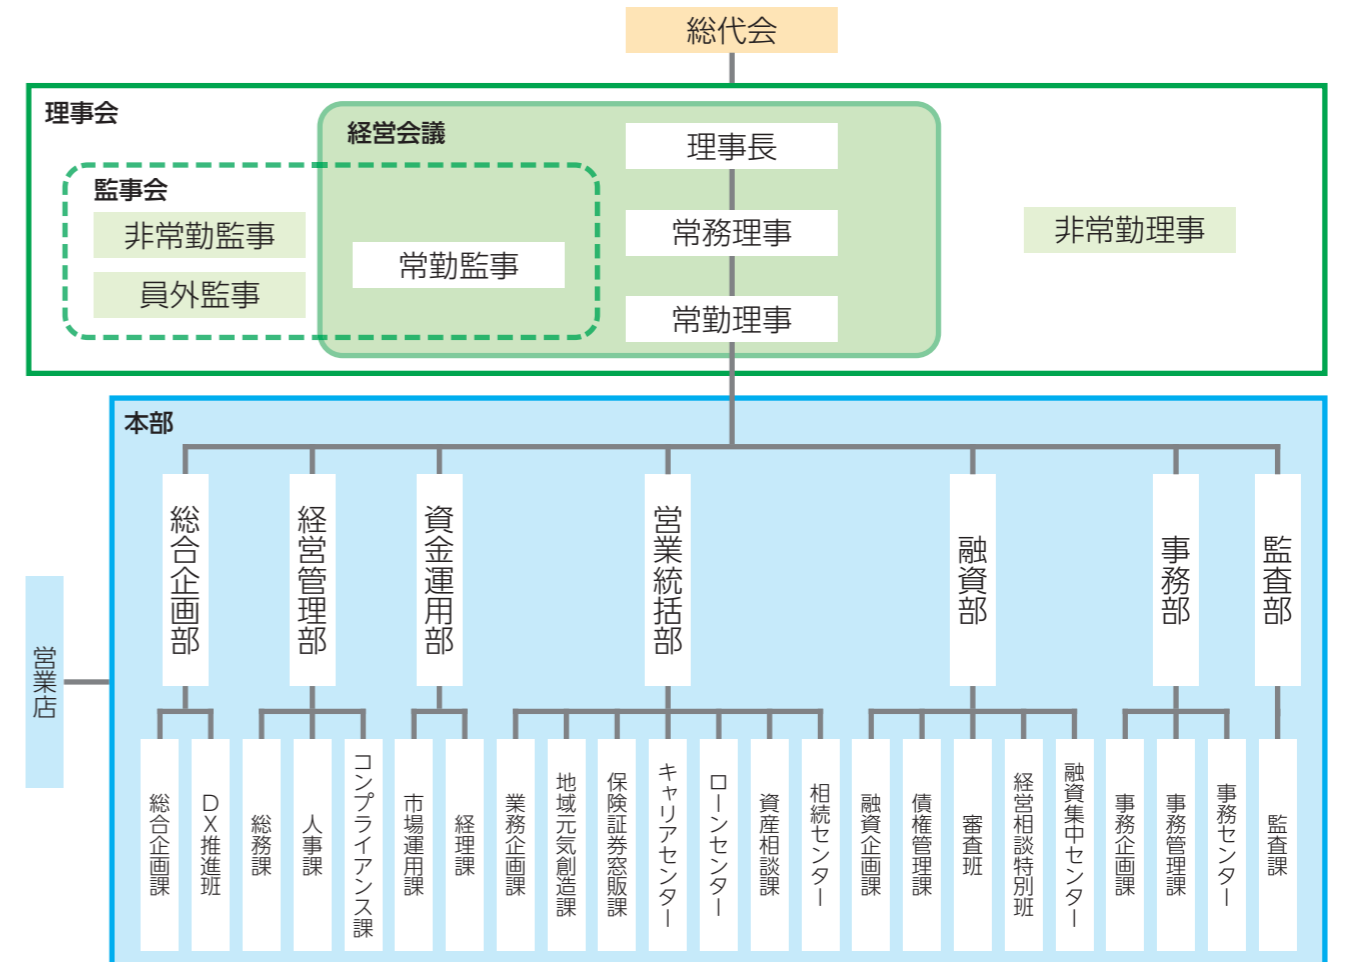 総代会
理事会
経営会議
理事長
監事会
非常勤監事
常務理事
非常勤理事
常勤監事
員外監事
常勤理事
本部
総合企画部
経営管理部
資金運用部
営業統括部
融資部
事務部
監査部
営業店
総合企画課
DX推進班
総務課
人事課
コンプライアンス課
市場運用課
経理課
業務企画課
地域元気創造課
保険証券窓販課
キャリアセンター
ローンセンター
資産相談課
相続センター
融資企画課
債権管理課
審査班
経営相談特別班
融資集中センター
事務企画課
事務管理課
事務センター
監査課